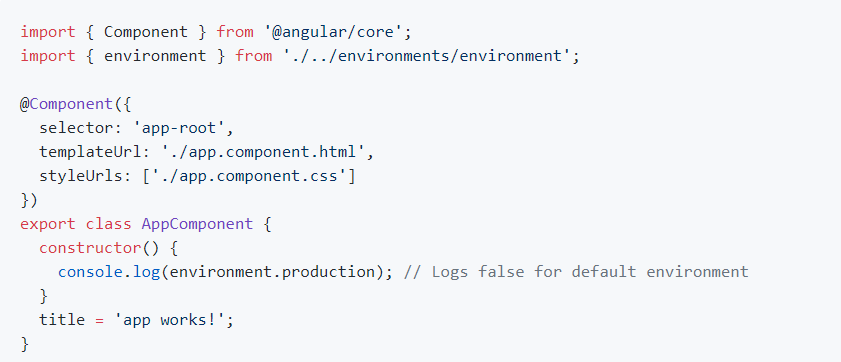 import { Component } from '@angular/core';
import { environment } from './../environments/environment';

@Component({
  selector: 'app-root',
  templateUrl: './app.component.html',
  styleUrls: ['./app.component.css']
})
export class AppComponent {
  constructor() {
    console.log(environment.production); // Logs false for default environment
  }
  title = 'app works!';
}